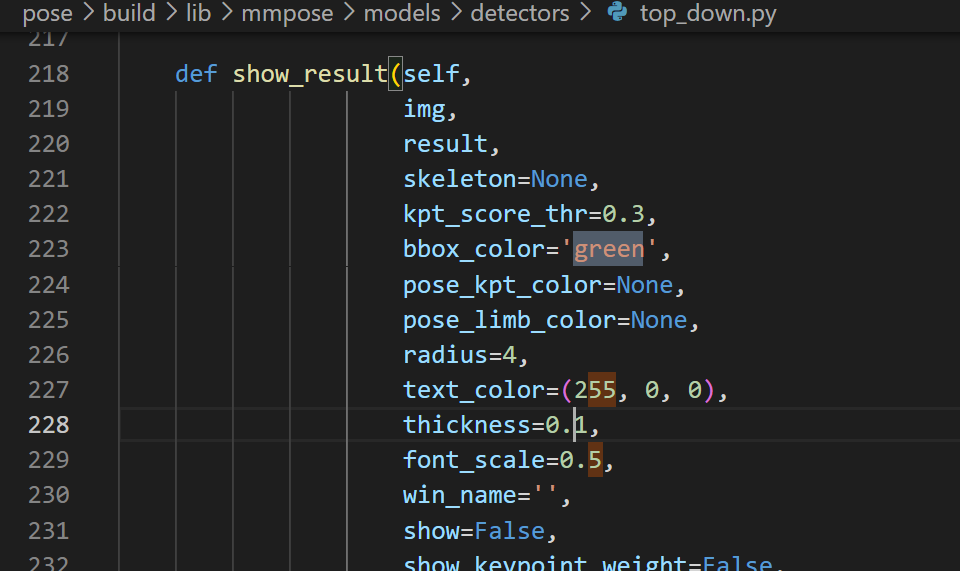 pose > build > lib > mmpose > models > detectors > top_down.py
217
218 def show_result(self,
219 img,
220 result,
221 skeleton=None,
222 kpt_score_thr=0.3,
223 bbox_color='green',
224 pose_kpt_color=None,
225 pose_limb_color=None,
226 radius=4,
227 text_color=(255, 0, 0),
228 thickness=0.1,
229 font_scale=0.5,
230 win_name='',
231 show=False,
232 show_keypoint_weight=False,